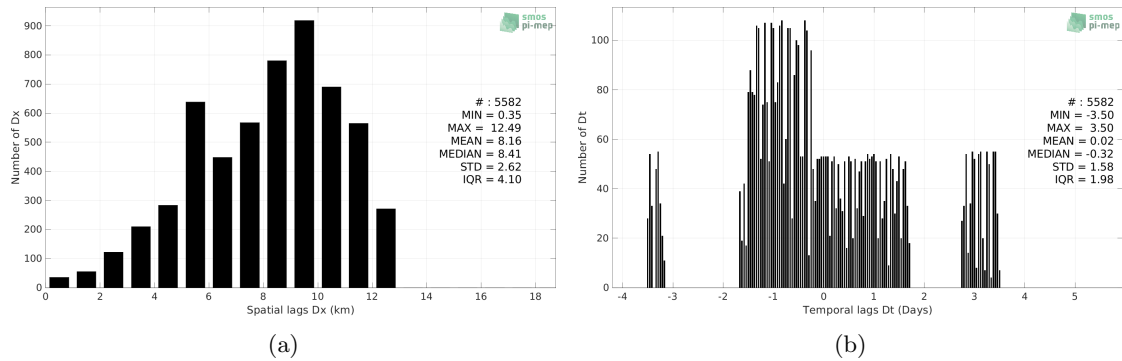 smos
pi-mep
900
800
700
600
500
400
300
200
100
0
Number of Dx
# : 5582
MIN = 0.35
MAX = 12.49
MEAN = 8.16
MEDIAN = 8.41
STD = 2.62
IQR = 4.10
0 2 4 6 8 10 12 14 16 18
Spatial lags Dx (km)
(a)
smos
pi-mep
100
80
60
40
20
0
Number of Dt
# : 5582
MIN = -3.50
MAX = 3.50
MEAN = 0.02
MEDIAN = -0.32
STD = 1.58
IQR = 1.98
-4 -3 -2 -1 0 1 2 3 4 5
Temporal lags Dt (Days)
(b)